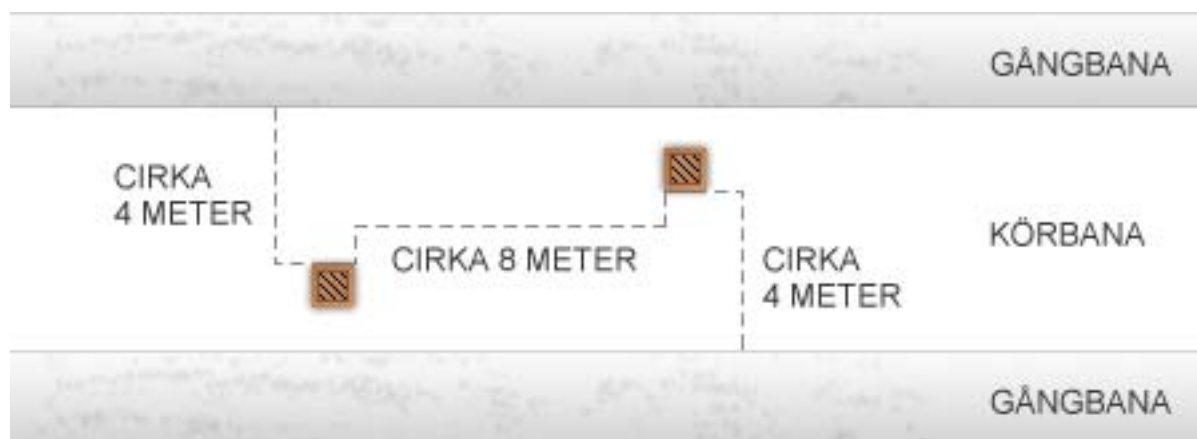 GÅNGBANA
CIRKA
4 METER
CIRKA 8 METER
CIRKA
4 METER
KÖRBANA
GÅNGBANA